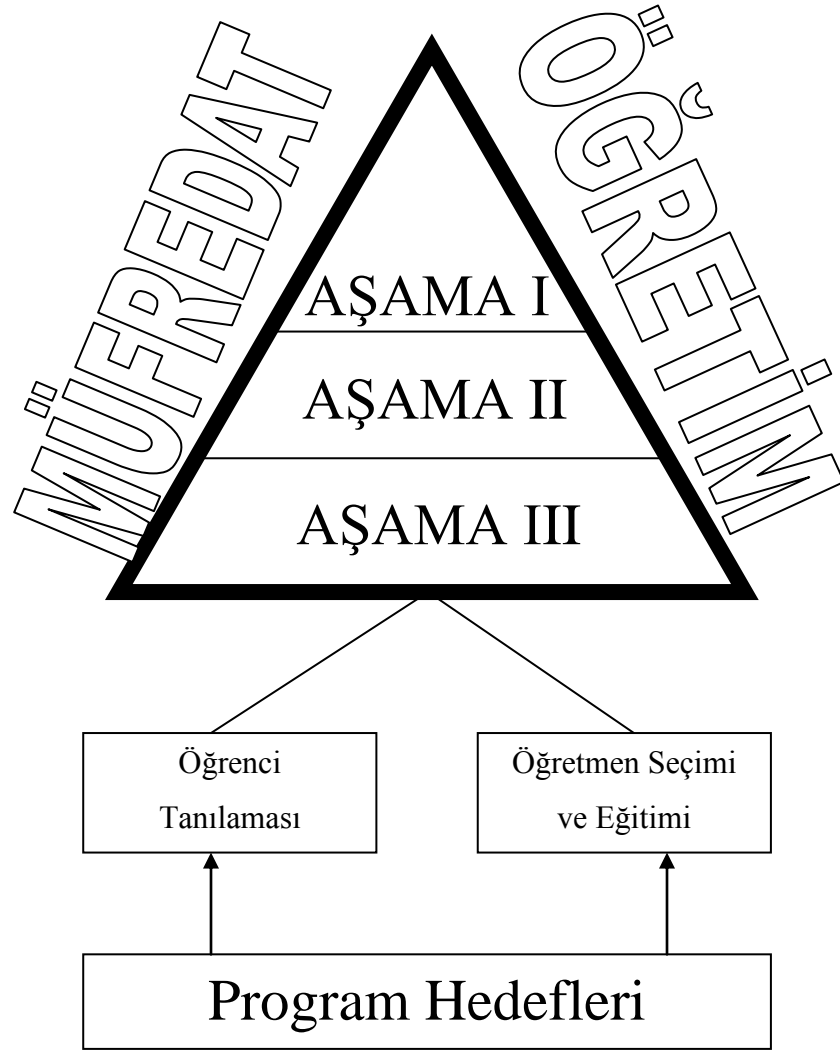 MÜFREDAT
ÖĞRETİM
AŞAMA I
AŞAMA II
AŞAMA III
Öğrenci
Tanılaması
Öğretmen Seçimi
ve Eğitimi
Program Hedefleri